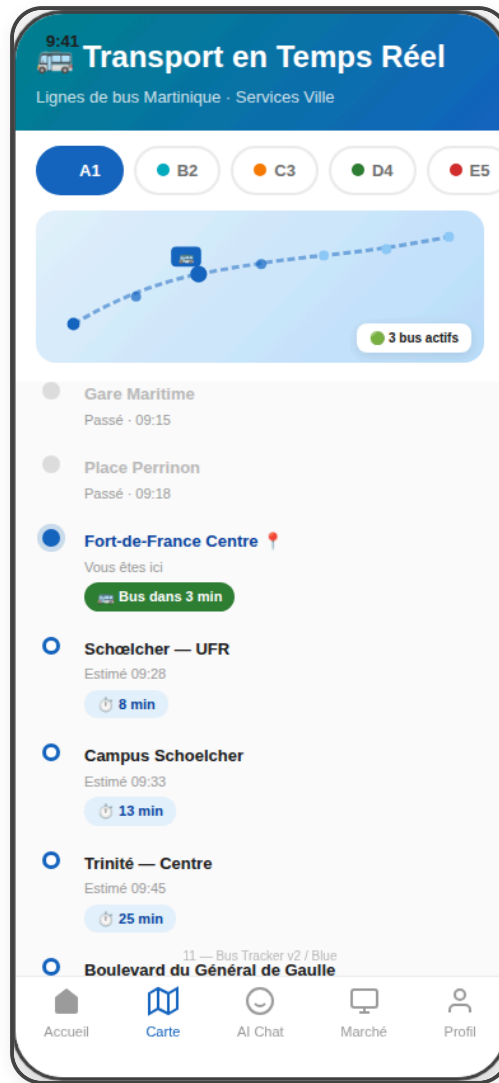 9:41
Transport en Temps Réel
Lignes de bus Martinique · Services Ville
A1
B2
C3
D4
E5
3 bus actifs
Gare Maritime
Passé · 09:15
Place Perrinon
Passé · 09:18
Fort-de-France Centre
Vous êtes ici
Bus dans 3 min
Schœlcher — UFR
Estimé 09:28
8 min
Campus Schoelcher
Estimé 09:33
13 min
Trinité — Centre
Estimé 09:45
25 min
11 — Bus Tracker v2 / Blue
Boulevard du Général de Gaulle
Accueil
Carte
AI Chat
Marché
Profil